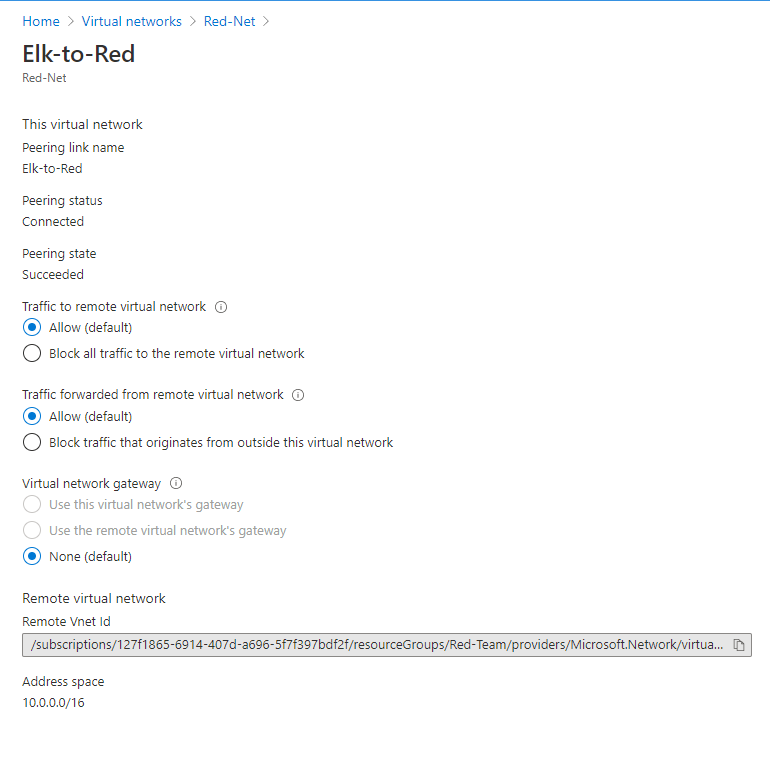 Home > Virtual networks > Red-Net >
Elk-to-Red
Red-Net
This virtual network
Peering link name
Elk-to-Red
Peering status
Connected
Peering state
Succeeded
Traffic to remote virtual network
Allow (default)
Block all traffic to the remote virtual network
Traffic forwarded from remote virtual network
Allow (default)
Block traffic that originates from outside this virtual network
Virtual network gateway
Use this virtual network's gateway
Use the remote virtual network's gateway
None (default)
Remote virtual network
Remote Vnet Id
/subscriptions/127f1865-6914-407d-a696-5f7f397bdf2f/resourceGroups/Red-Team/providers/Microsoft.Network/virtua...
Address space
10.0.0.0/16